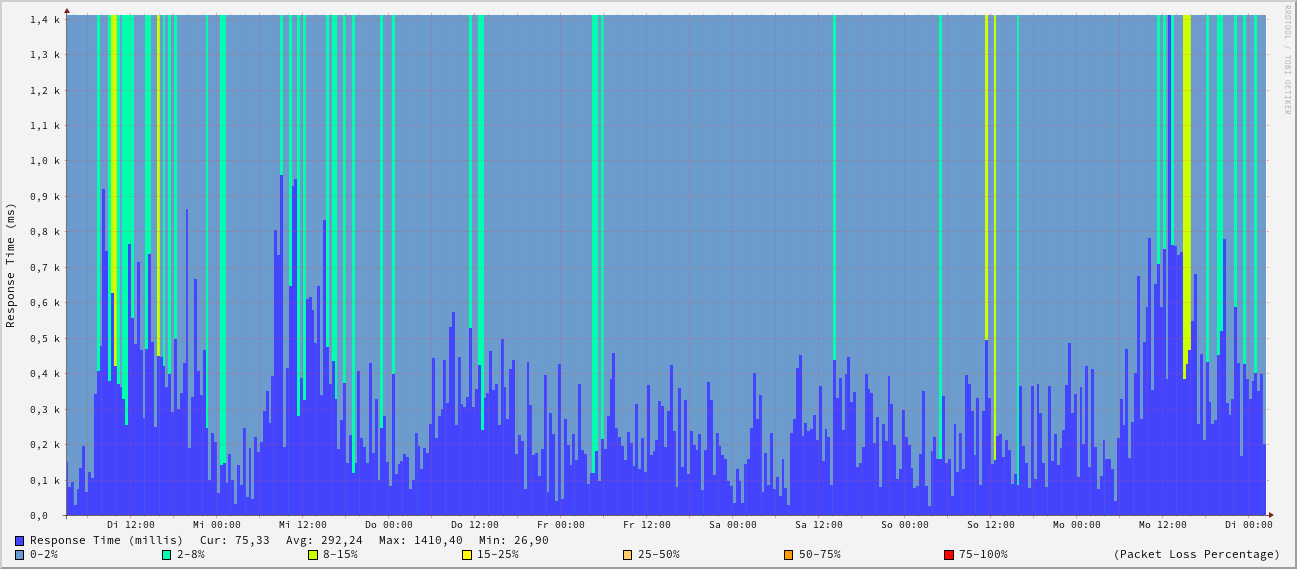 RRDTOOL / TOBI OETIKER
Response Time (ms)
1,4 k
1,3 k
1,2 k
1,1 k
1,0 k
0,9 k
0,8 k
0,7 k
0,6 k
0,5 k
0,4 k
0,3 k
0,2 k
0,1 k
0,0
Di 12:00 Mi 00:00 Mi 12:00 Do 00:00 Do 12:00 Fr 00:00 Fr 12:00 Sa 00:00 Sa 12:00 So 00:00 So 12:00 Mo 00:00 Mo 12:00 Di 00:00
Response Time (millis) Cur: 75,33 Avg: 292,24 Max: 1410,40 Min: 26,90
0-2% 2-8% 8-15% 15-25% 25-50% 50-75% 75-100% (Packet Loss Percentage)